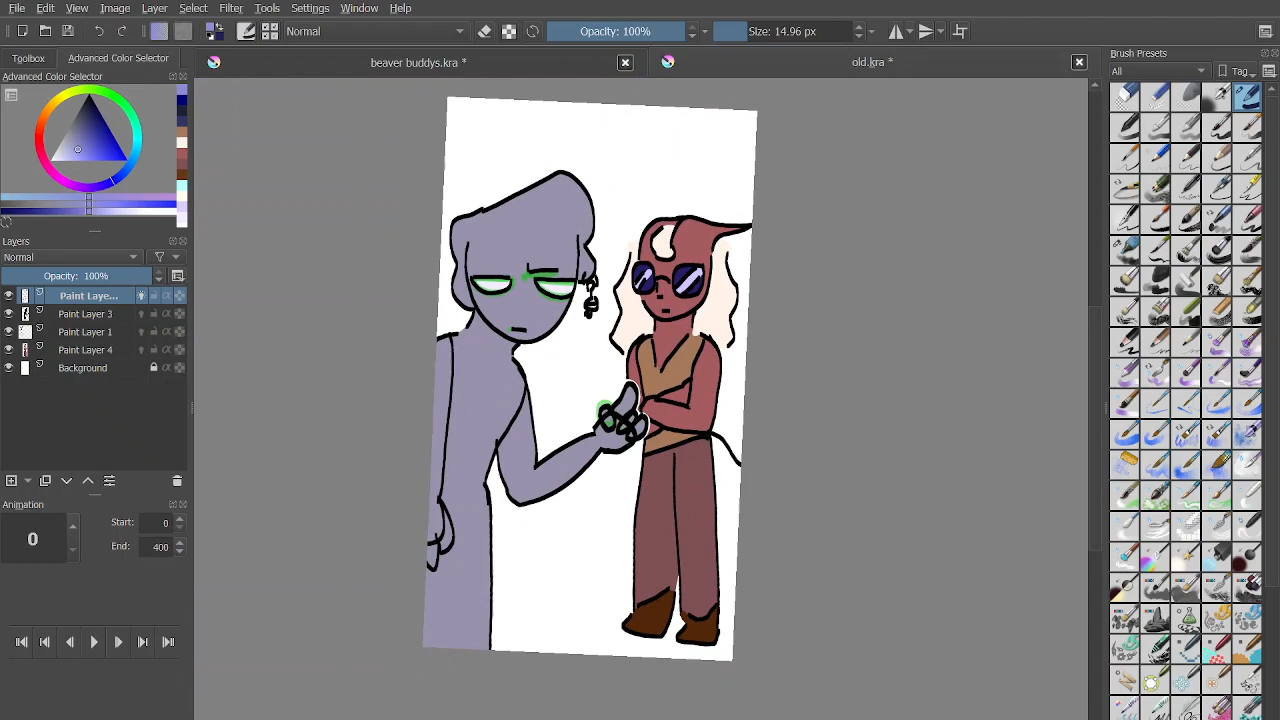 File Edit View Image Layer Select Filter Tools Settings Window Help
Normal Opacity: 100% Size: 14.96 px
Toolbox Advanced Color Selector
beaver buddys.kra *
old.kra *
Brush Presets
Advanced Color Selector
All
Tag
Layers
Normal
Opacity: 100%
Paint Laye...
Paint Layer 3
Paint Layer 1
Paint Layer 4
Background
Animation
0
Start: 0
End: 400